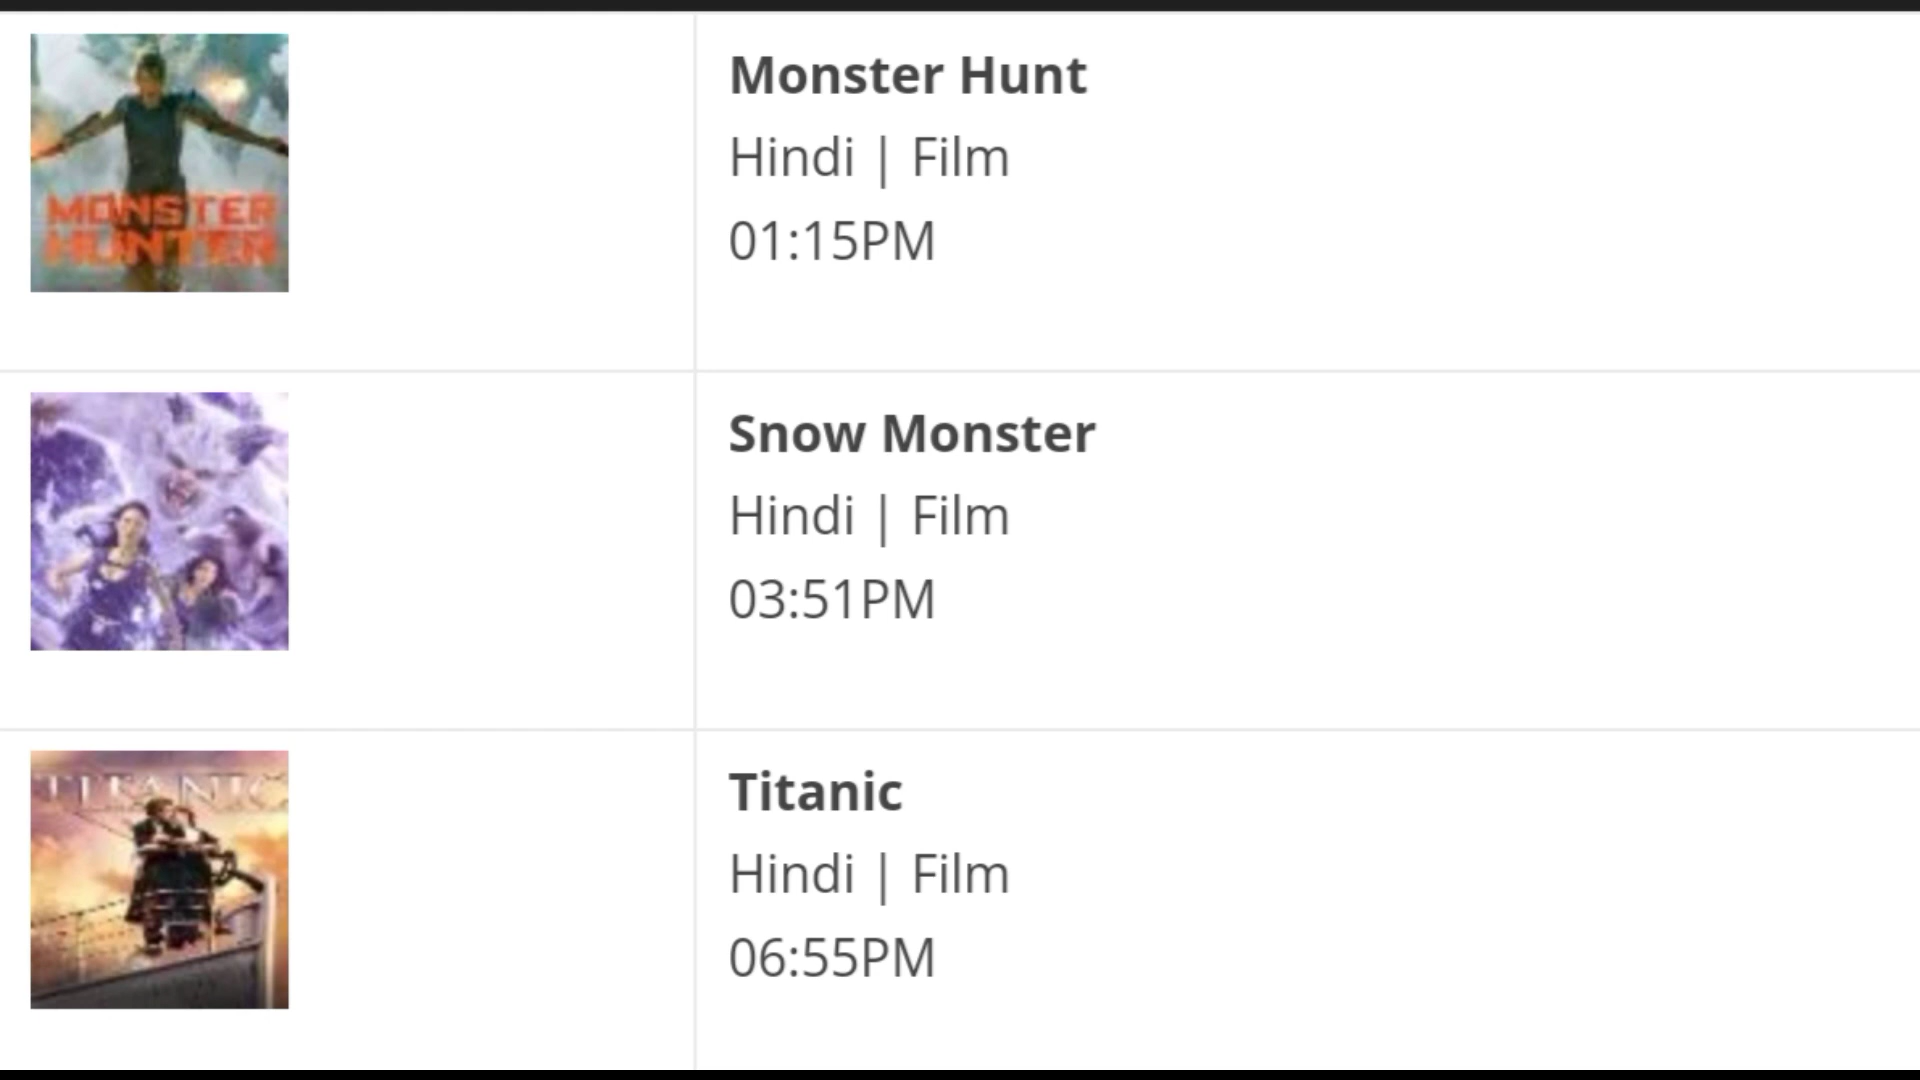 MONSTER
HUNTER
Monster Hunt
Hindi | Film
01:15PM
Snow Monster
Hindi | Film
03:51PM
TITANIC
Titanic
Hindi | Film
06:55PM